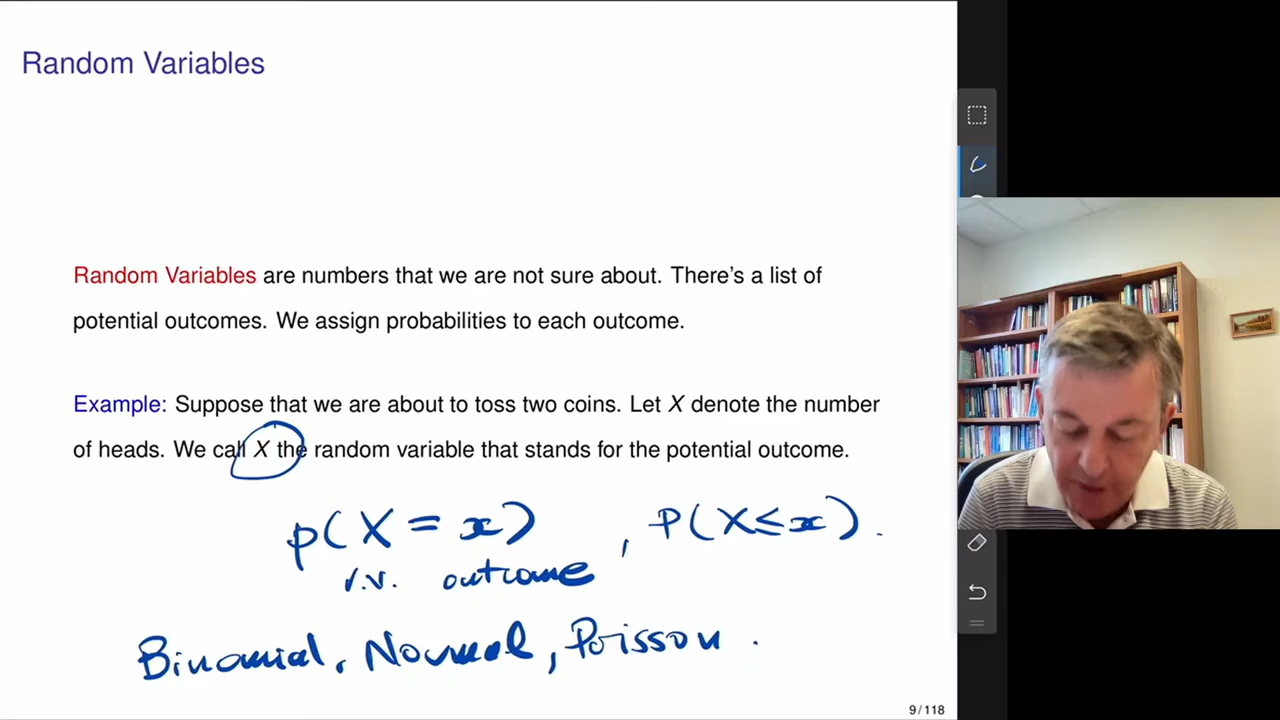 Random Variables
Random Variables are numbers that we are not sure about. There's a list of
potential outcomes. We assign probabilities to each outcome.
Example: Suppose that we are about to toss two coins. Let X denote the number
of heads. We call X the random variable that stands for the potential outcome.
p(X = x) , P(X ≤ x).
r.v. outcome
Binomial, Normal, Poisson.
9 / 118